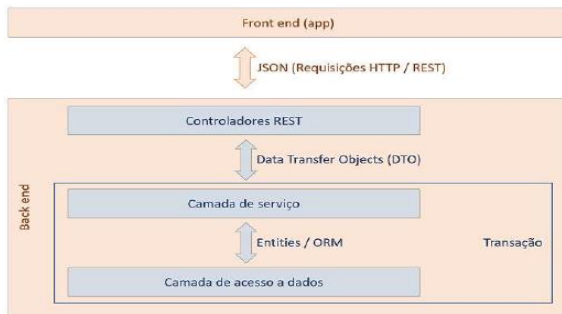 Front end (app)
JSON (Requisições HTTP / REST)
Back end
Controladores REST
Data Transfer Objects (DTO)
Camada de serviço
Entities / ORM
Transação
Camada de acesso a dados